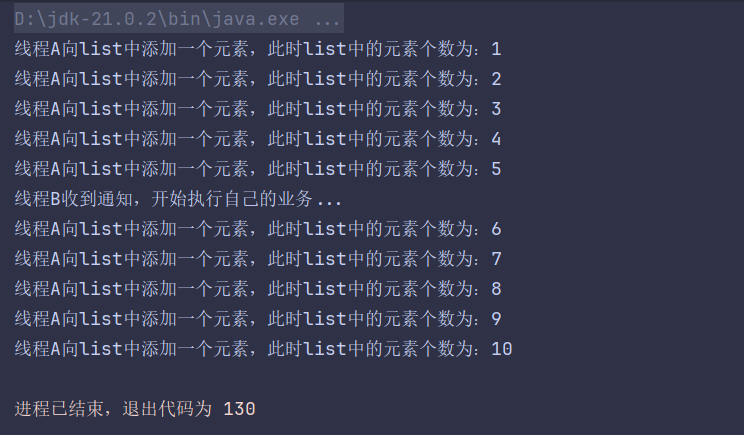 D:\jdk-21.0.2\bin\java.exe ...
线程A向list中添加一个元素，此时list中的元素个数为：1
线程A向list中添加一个元素，此时list中的元素个数为：2
线程A向list中添加一个元素，此时list中的元素个数为：3
线程A向list中添加一个元素，此时list中的元素个数为：4
线程A向list中添加一个元素，此时list中的元素个数为：5
线程B收到通知，开始执行自己的业务...
线程A向list中添加一个元素，此时list中的元素个数为：6
线程A向list中添加一个元素，此时list中的元素个数为：7
线程A向list中添加一个元素，此时list中的元素个数为：8
线程A向list中添加一个元素，此时list中的元素个数为：9
线程A向list中添加一个元素，此时list中的元素个数为：10
进程已结束，退出代码为 130